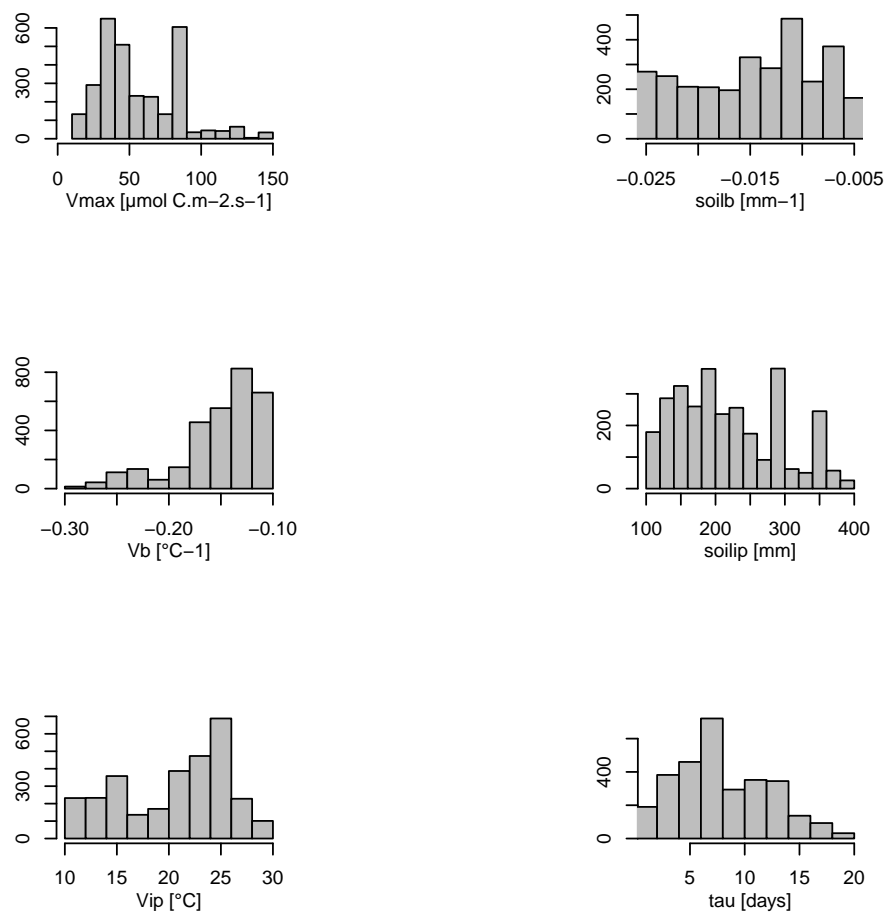 0 300 600
0 50 100 150
Vmax [µmol C.m−2.s−1]
0 200 400
−0.025 −0.015 −0.005
soilb [mm−1]
0 400 800
−0.30 −0.20 −0.10
Vb [°C−1]
0 200
100 200 300 400
soilip [mm]
0 300 600
10 15 20 25 30
Vip [°C]
0 400
5 10 15 20
tau [days]